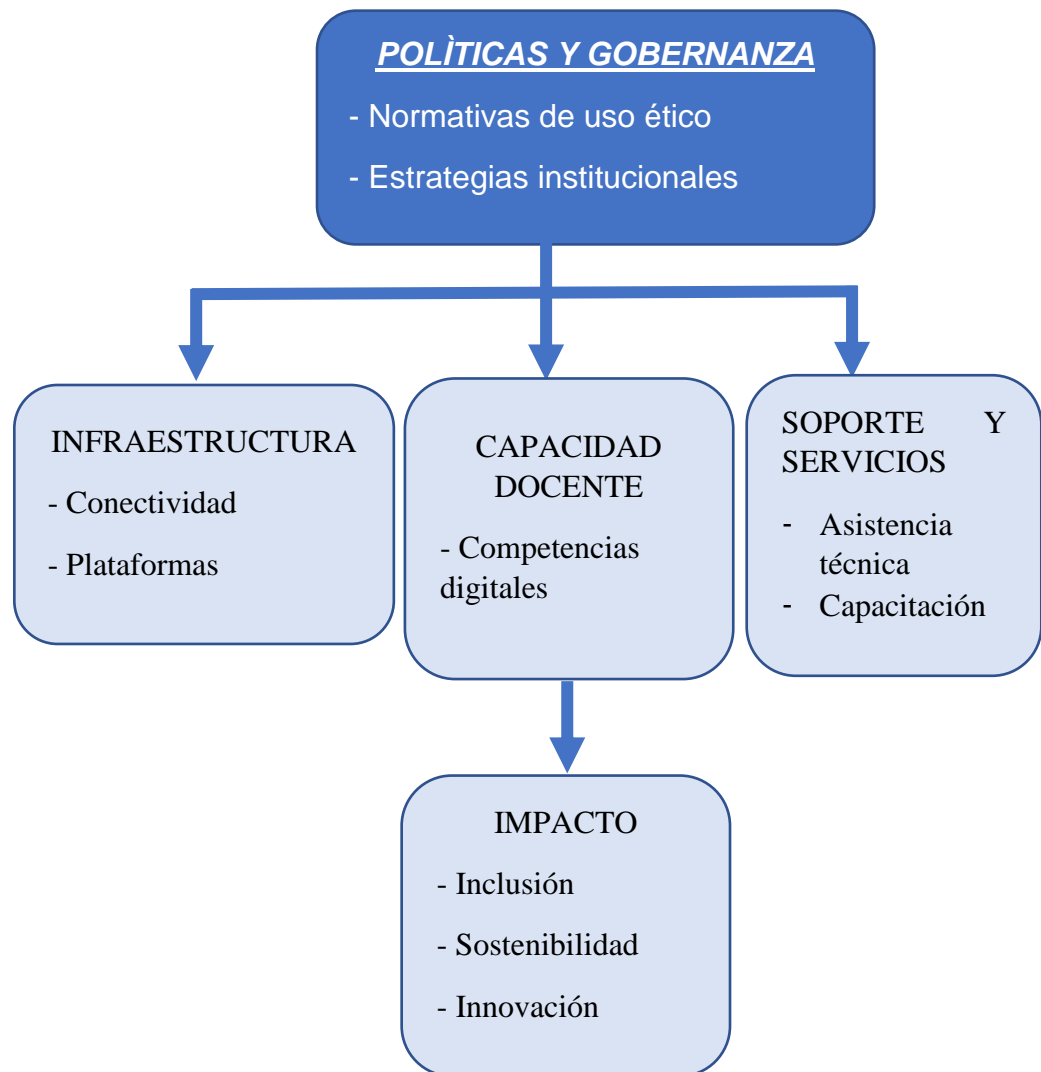 POLÌTICAS Y GOBERNANZA
- Normativas de uso ético
- Estrategias institucionales
INFRAESTRUCTURA
- Conectividad
- Plataformas
CAPACIDAD
DOCENTE
- Competencias
digitales
SOPORTE Y
SERVICIOS
- Asistencia
técnica
- Capacitación
IMPACTO
- Inclusión
- Sostenibilidad
- Innovación